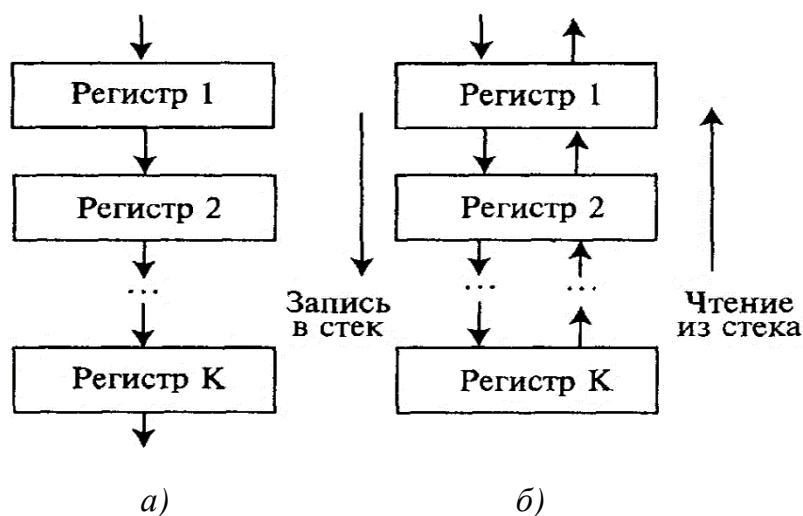 Регистр 1
Регистр 2
...
Регистр K
а)
Запись
в стек
Регистр 1
Регистр 2
... ...
Регистр K
б)
Чтение
из стека